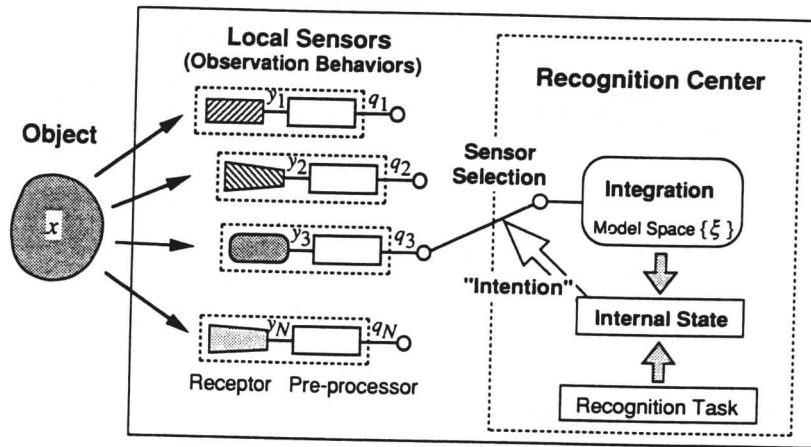 Local Sensors
(Observation Behaviors)
Recognition Center
Object
x
y1
q1
y2
q2
y3
q3
yN
qN
Receptor
Pre-processor
Sensor
Selection
"Intention"
Integration
Model Space {ξ}
Internal State
Recognition Task